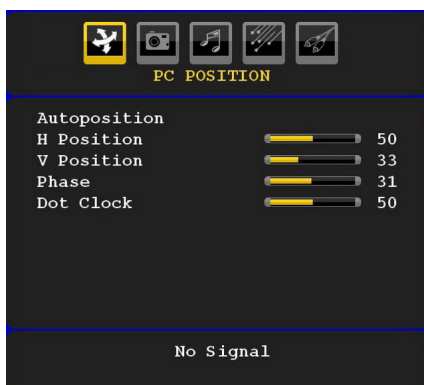 PC POSITION
Autoposition
H Position 50
V Position 33
Phase 31
Dot Clock 50
No Signal